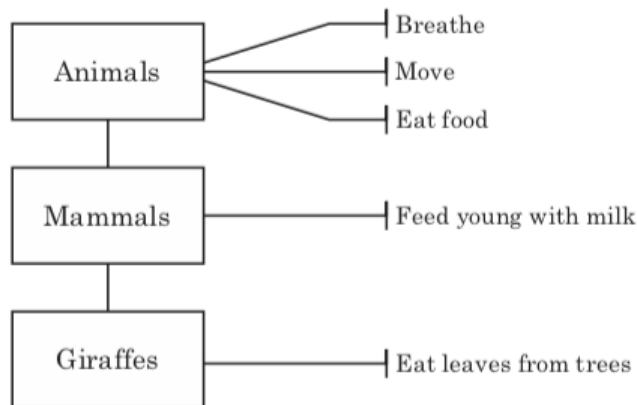 Animals
Breathe
Move
Eat food
Mammals
Feed young with milk
Giraffes
Eat leaves from trees